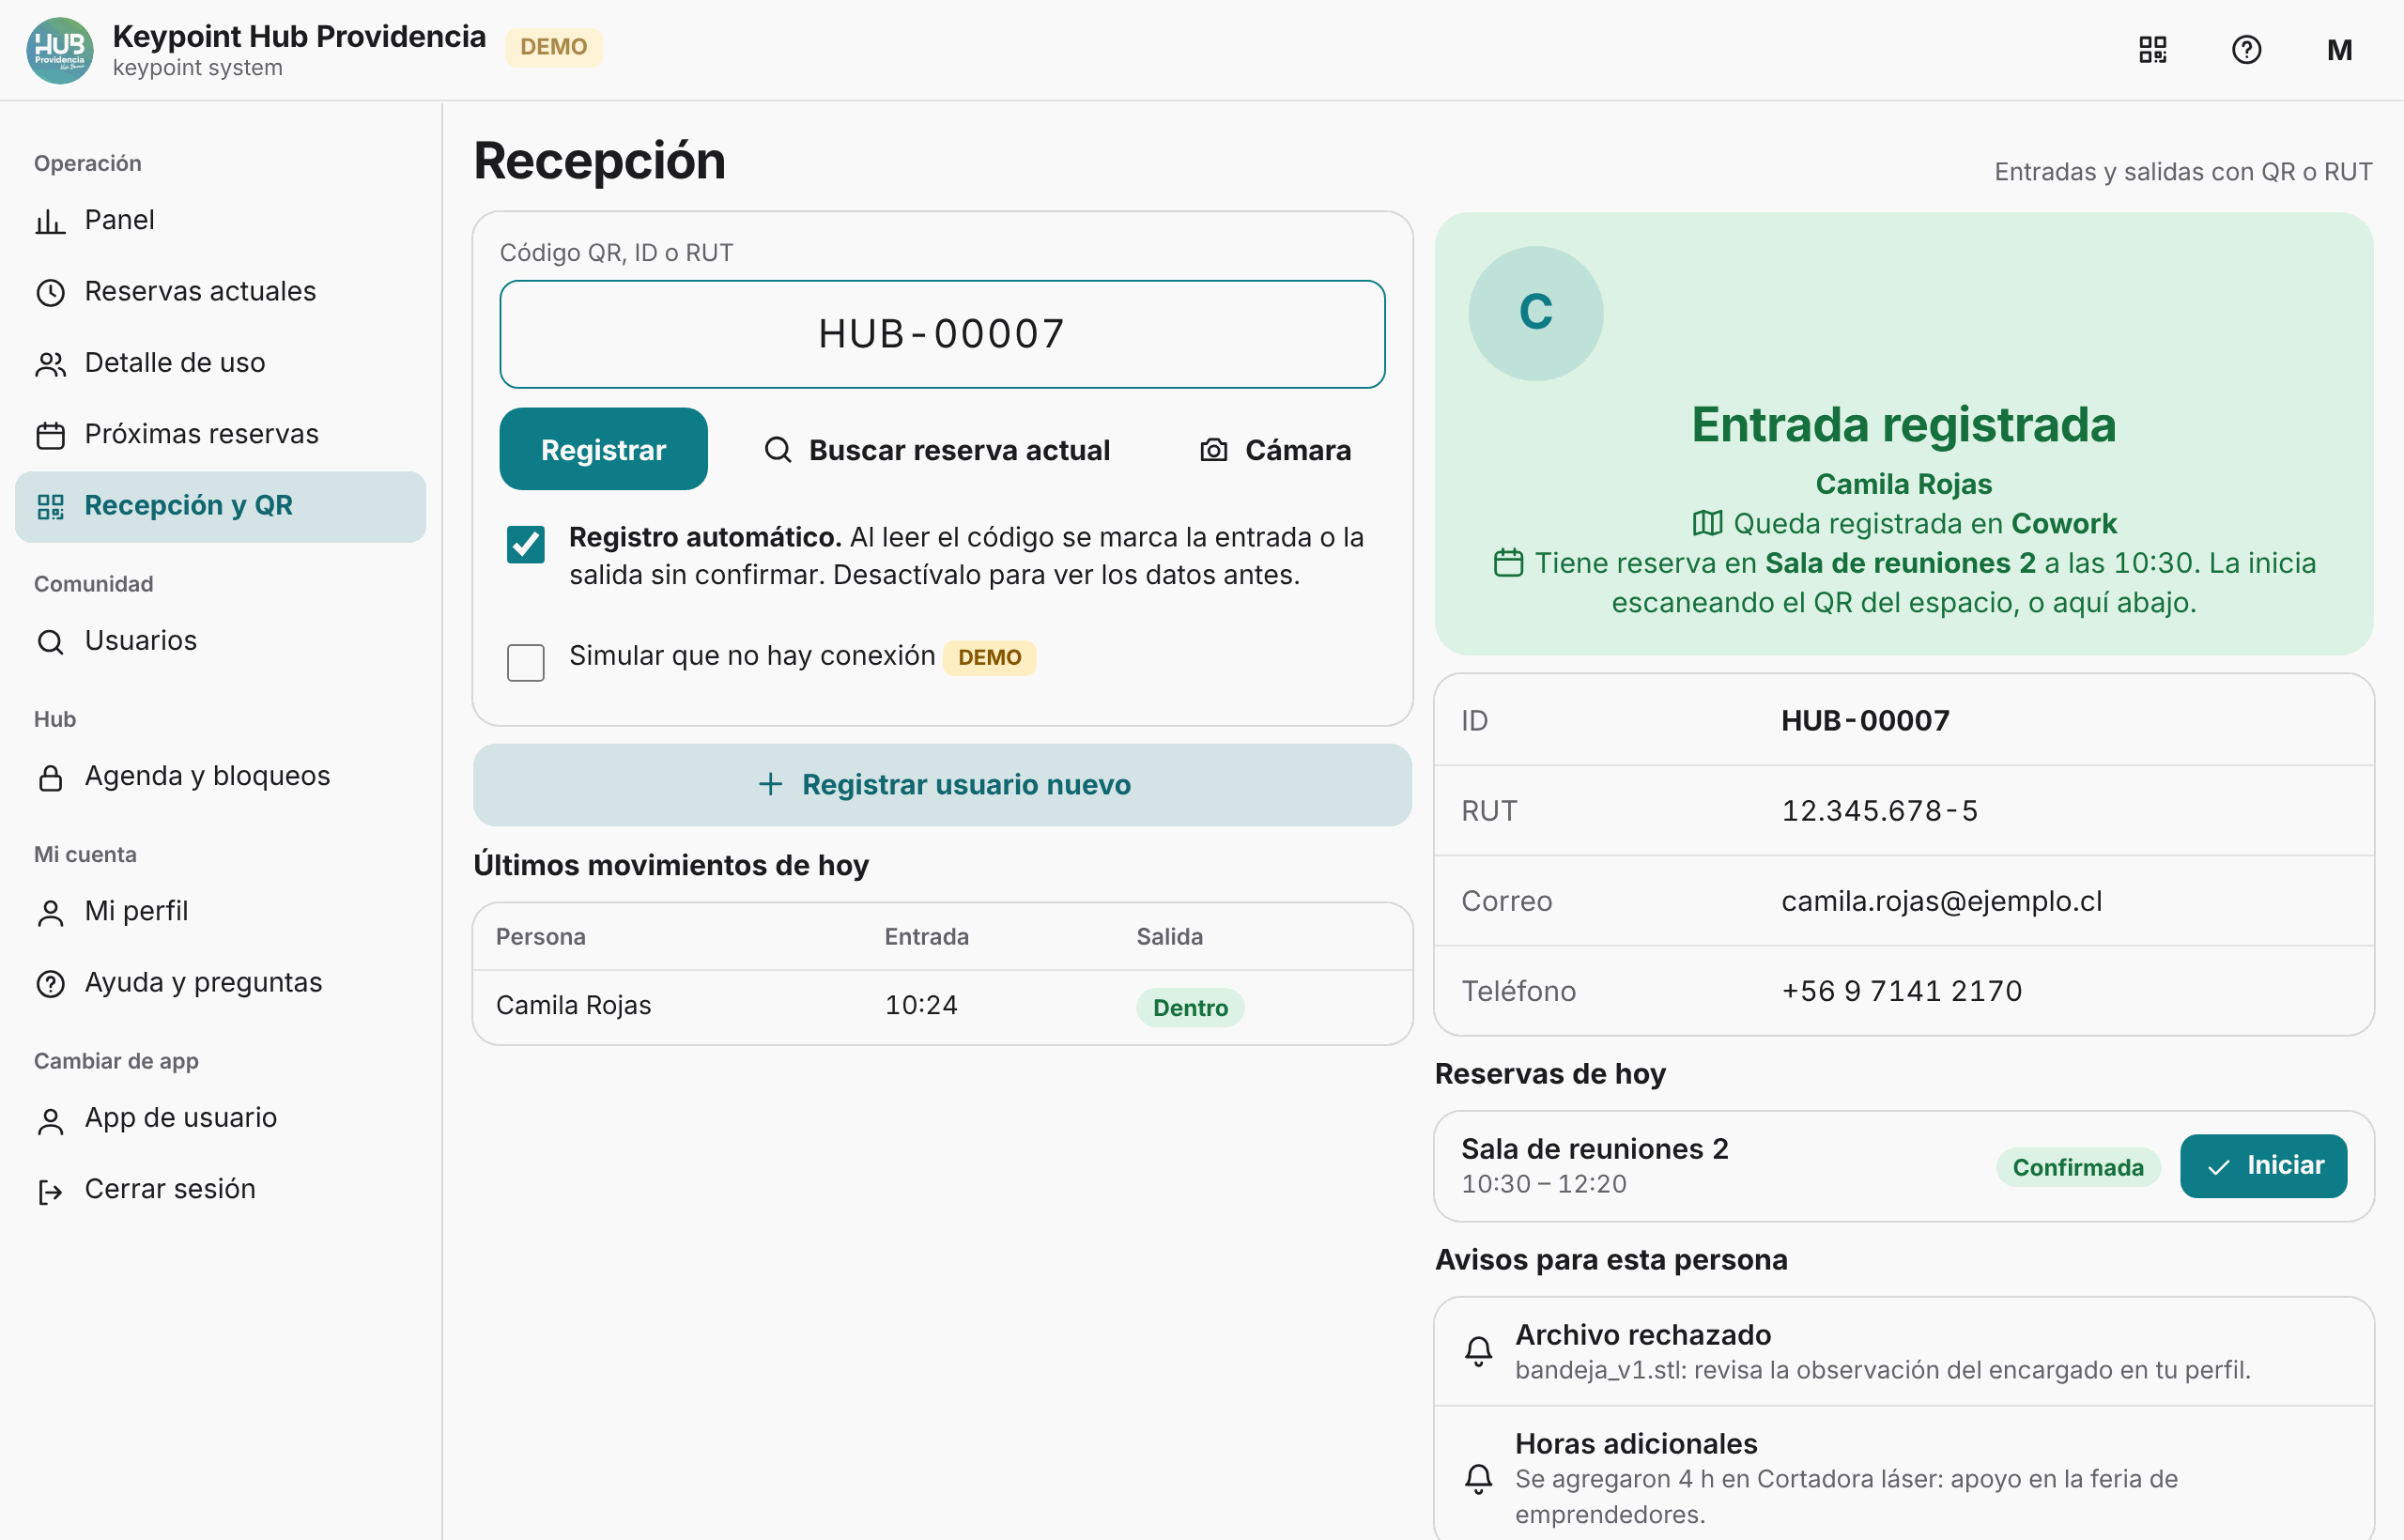 HUB
Providencia
Keypoint Hub Providencia
DEMO
keypoint system
M
Operación
Panel
Reservas actuales
Detalle de uso
Próximas reservas
Recepción y QR
Comunidad
Usuarios
Hub
Agenda y bloqueos
Mi cuenta
Mi perfil
Ayuda y preguntas
Cambiar de app
App de usuario
Cerrar sesión
Recepción
Entradas y salidas con QR o RUT
Código QR, ID o RUT
HUB-00007
Registrar
Buscar reserva actual
Cámara
Registro automático. Al leer el código se marca la entrada o la
salida sin confirmar. Desactívalo para ver los datos antes.
Simular que no hay conexión DEMO
Registrar usuario nuevo
Últimos movimientos de hoy
Persona Entrada Salida
Camila Rojas 10:24 Dentro
C
Entrada registrada
Camila Rojas
Queda registrada en Cowork
Tiene reserva en Sala de reuniones 2 a las 10:30. La inicia
escaneando el QR del espacio, o aquí abajo.
ID HUB-00007
RUT 12.345.678-5
Correo camila.rojas@ejemplo.cl
Teléfono +56 9 7141 2170
Reservas de hoy
Sala de reuniones 2
10:30 – 12:20
Confirmada
Iniciar
Avisos para esta persona
Archivo rechazado
bandeja_v1.stl: revisa la observación del encargado en tu perfil.
Horas adicionales
Se agregaron 4 h en Cortadora láser: apoyo en la feria de
emprendedores.